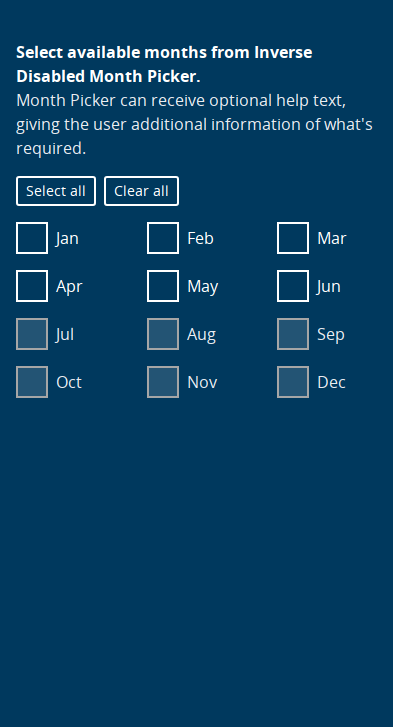 Select available months from Inverse
Disabled Month Picker.
Month Picker can receive optional help text,
giving the user additional information of what's
required.
Select all Clear all
Jan Feb Mar
Apr May Jun
Jul Aug Sep
Oct Nov Dec